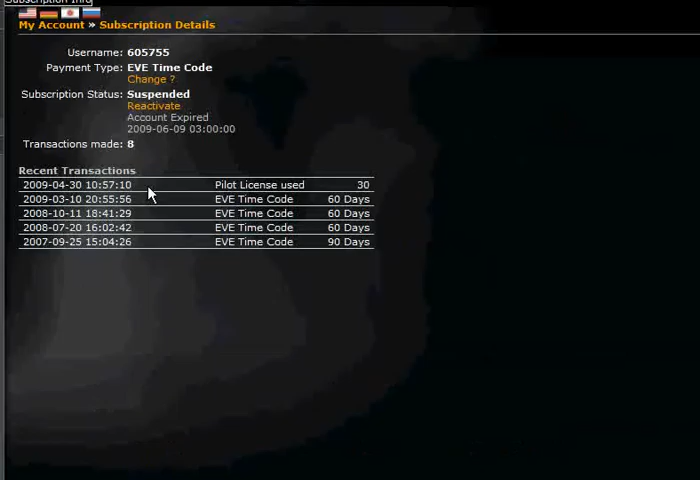 Subscription Info
My Account » Subscription Details
Username: 605755
Payment Type: EVE Time Code
Change ?
Subscription Status: Suspended
Reactivate
Account Expired
2009-06-09 03:00:00
Transactions made: 8
Recent Transactions
2009-04-30 10:57:10 Pilot License used 30
2009-03-10 20:55:56 EVE Time Code 60 Days
2008-10-11 18:41:29 EVE Time Code 60 Days
2008-07-20 16:02:42 EVE Time Code 60 Days
2007-09-25 15:04:26 EVE Time Code 90 Days